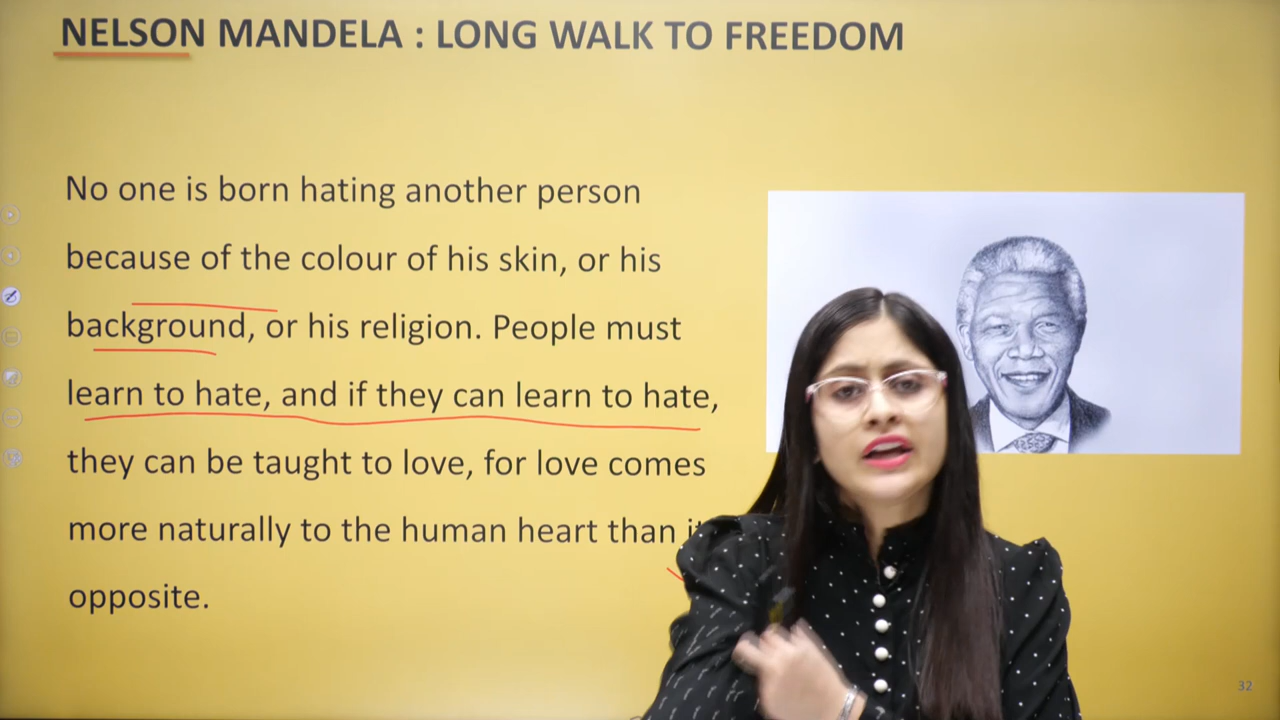 NELSON MANDELA : LONG WALK TO FREEDOM
No one is born hating another person
because of the colour of his skin, or his
background, or his religion. People must
learn to hate, and if they can learn to hate,
they can be taught to love, for love comes
more naturally to the human heart than
opposite.
32